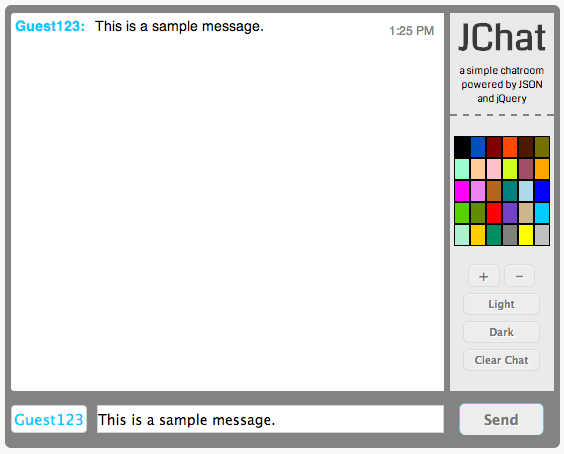 Guest123: This is a sample message. 1:25 PM
JChat
a simple chatroom
powered by JSON
and jQuery
+ -
Light
Dark
Clear Chat
Guest123 This is a sample message. Send